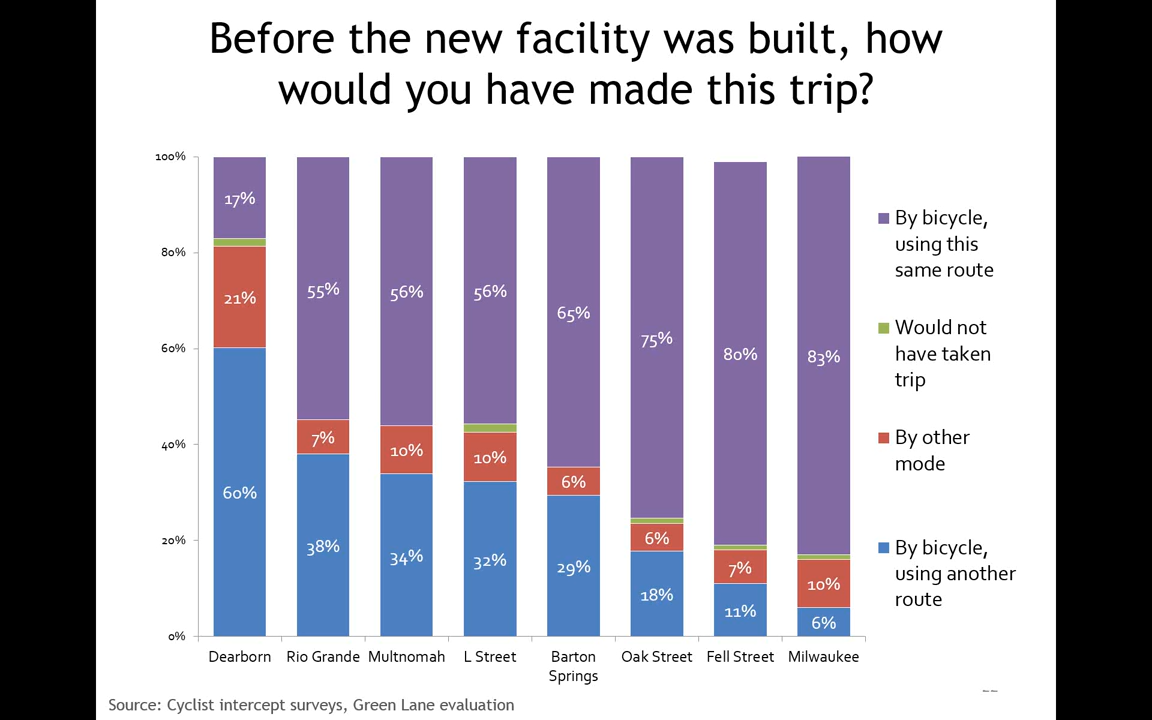 Before the new facility was built, how
would you have made this trip?
100%
80%
60%
40%
20%
0%
17%
21%
60%
55%
7%
38%
56%
10%
34%
56%
10%
32%
65%
6%
29%
75%
6%
18%
80%
7%
11%
83%
10%
6%
Dearborn
Rio Grande
Multnomah
L Street
Barton
Springs
Oak Street
Fell Street
Milwaukee
By bicycle,
using this
same route
Would not
have taken
trip
By other
mode
By bicycle,
using another
route
Source: Cyclist intercept surveys, Green Lane evaluation